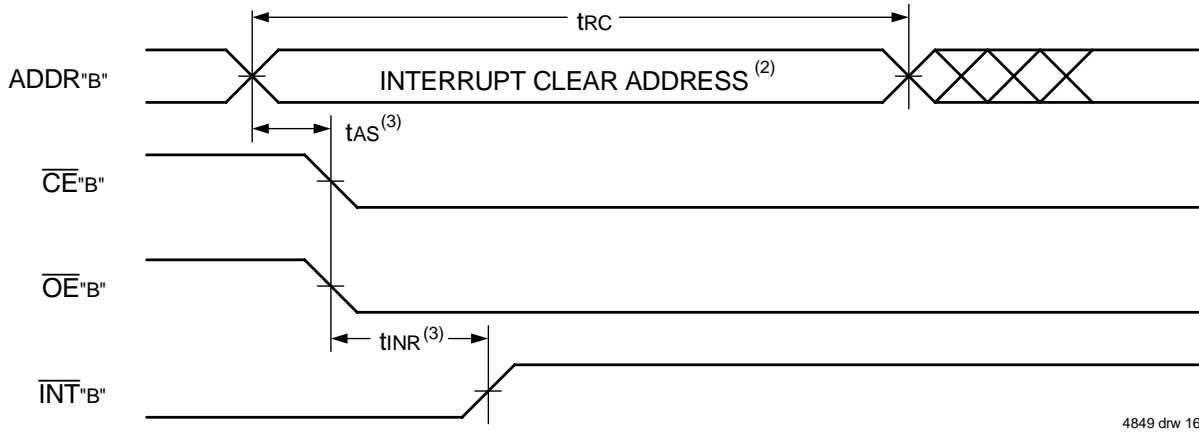 tRC
ADDR"B"
INTERRUPT CLEAR ADDRESS (2)
tAS(3)
CE"B"
OE"B"
tINR(3)
INT"B"
4849 drw 16